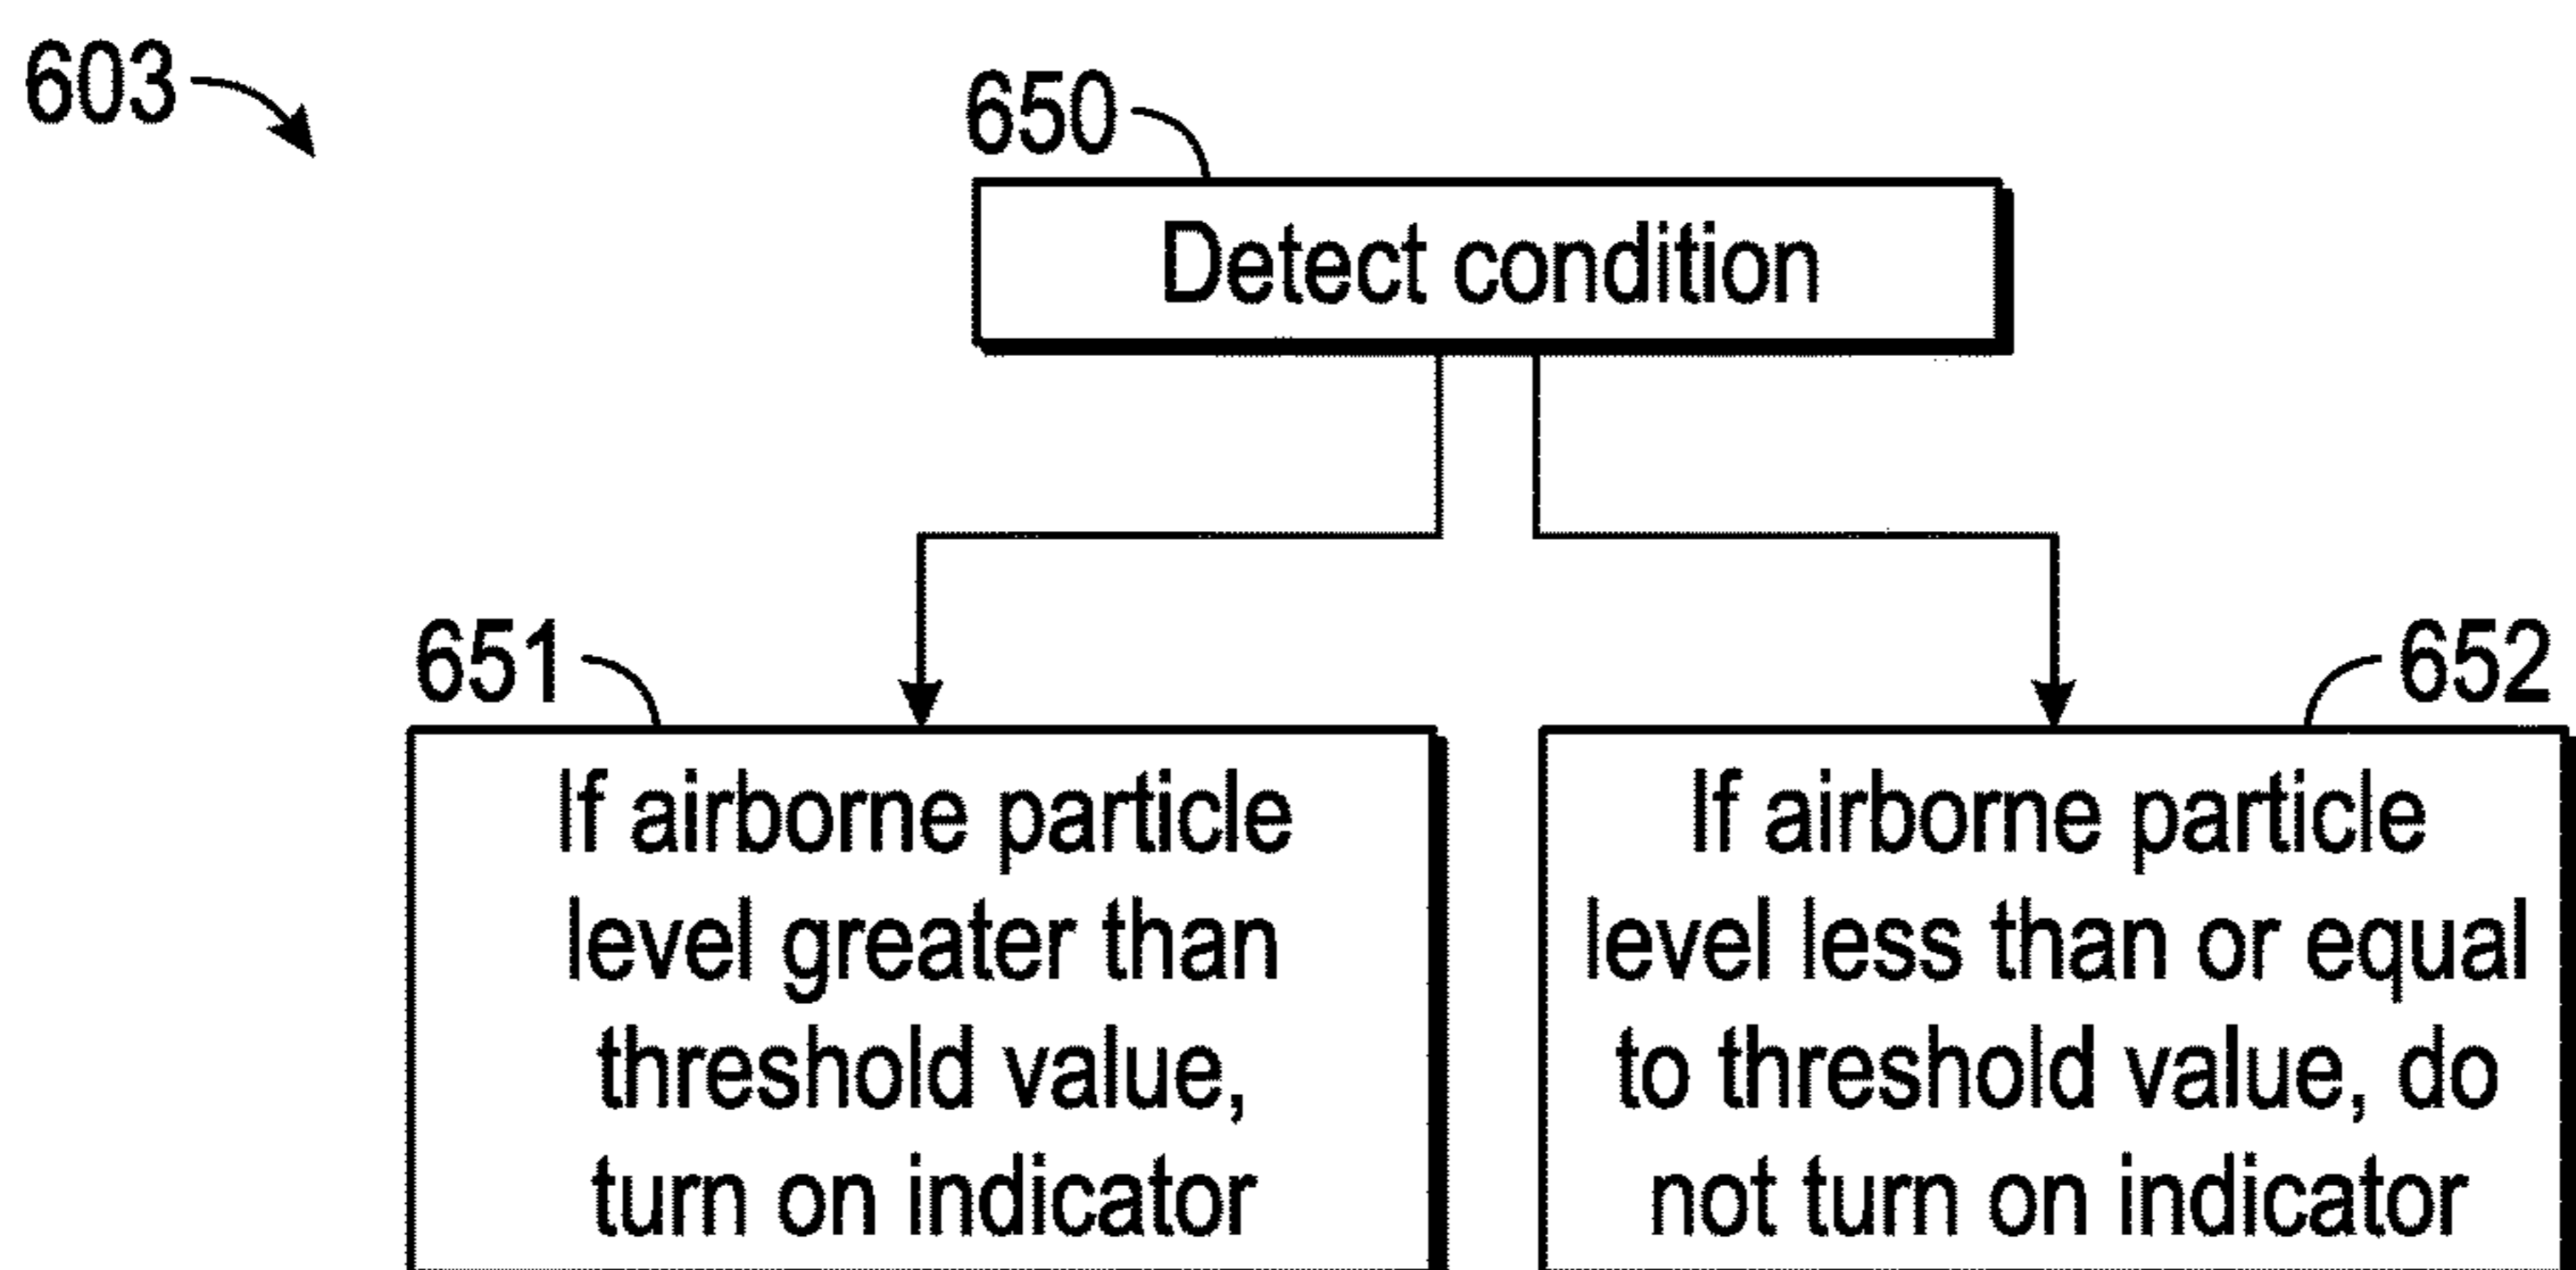 603
650
Detect condition
651
If airborne particle
level greater than
threshold value,
turn on indicator
652
If airborne particle
level less than or equal
to threshold value, do
not turn on indicator